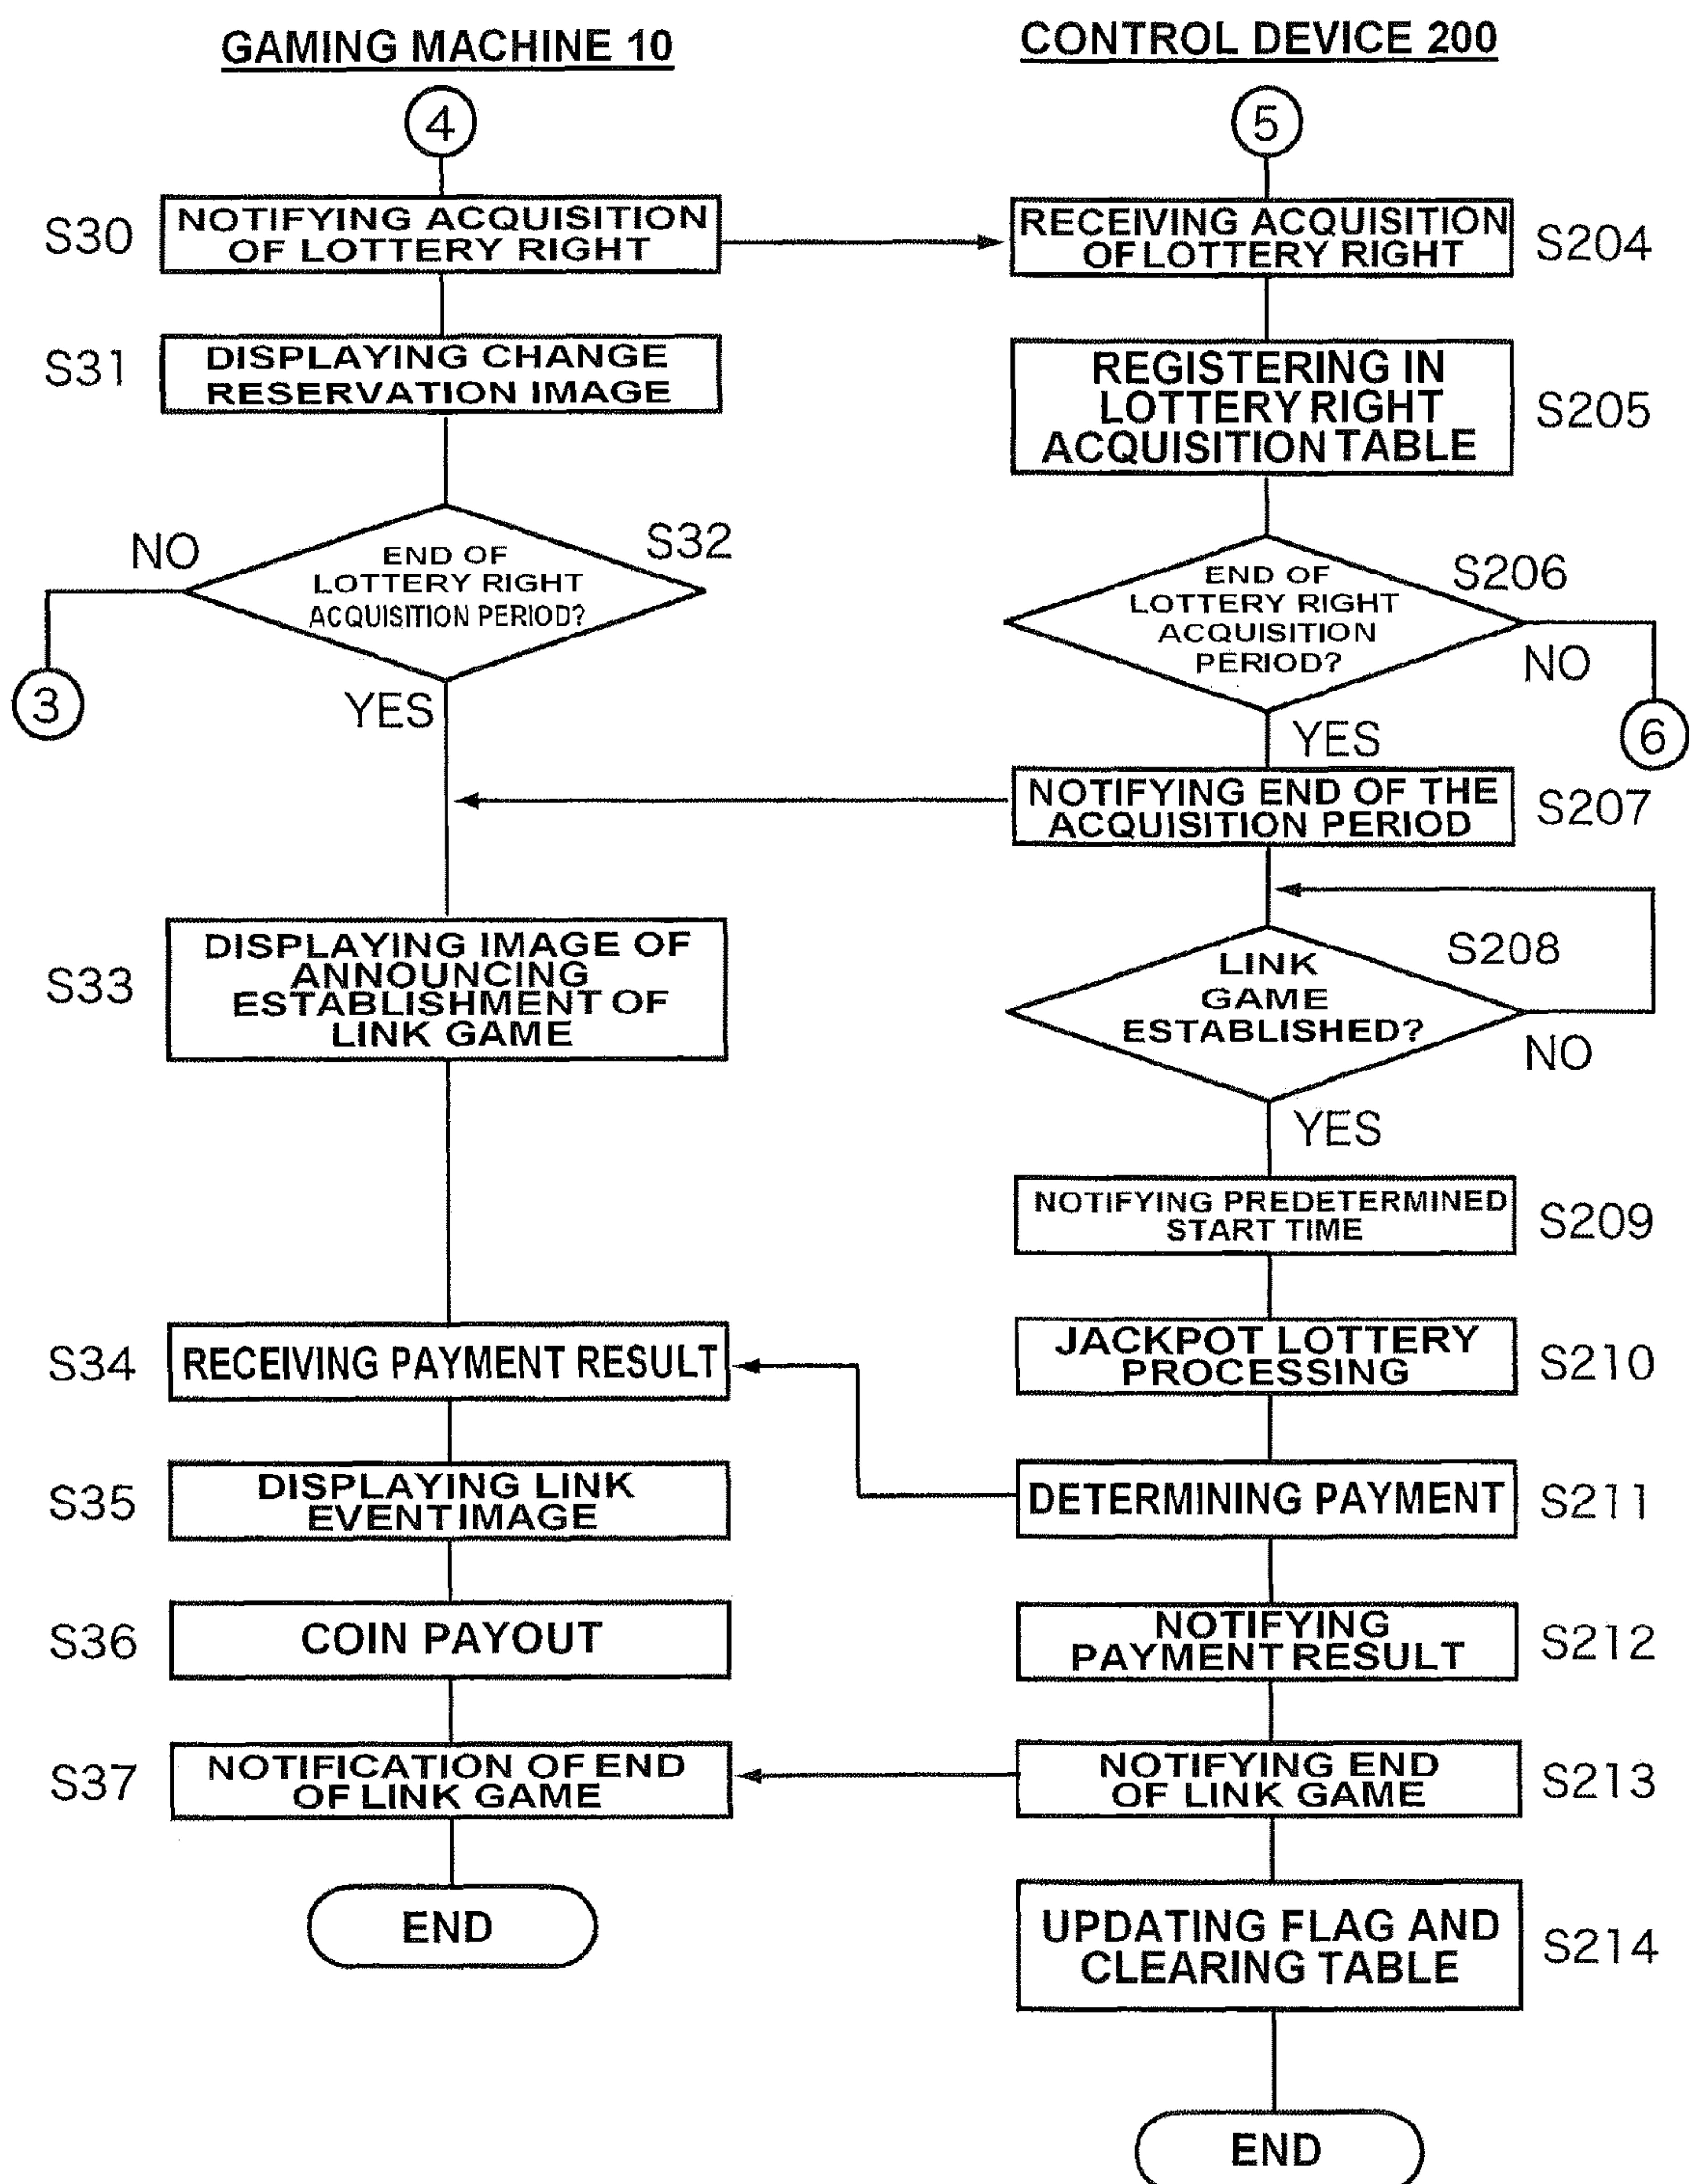 GAMING MACHINE 10
4
S30
NOTIFYING ACQUISITION
OF LOTTERY RIGHT
S31
DISPLAYING CHANGE
RESERVATION IMAGE
S32
END OF
LOTTERY RIGHT
ACQUISITION PERIOD?
NO
3
YES
S33
DISPLAYING IMAGE OF
ANNOUNCING
ESTABLISHMENT OF
LINK GAME
S34
RECEIVING PAYMENT RESULT
S35
DISPLAYING LINK
EVENT IMAGE
S36
COIN PAYOUT
S37
NOTIFICATION OF END
OF LINK GAME
END
CONTROL DEVICE 200
5
RECEIVING ACQUISITION
OF LOTTERY RIGHT
S204
REGISTERING IN
LOTTERY RIGHT
ACQUISITION TABLE
S205
END OF
LOTTERY RIGHT
ACQUISITION
PERIOD?
S206
NO
6
YES
NOTIFYING END OF THE
ACQUISITION PERIOD
S207
LINK
GAME
ESTABLISHED?
S208
NO
YES
NOTIFYING PREDETERMINED
START TIME
S209
JACKPOT LOTTERY
PROCESSING
S210
DETERMINING PAYMENT
S211
NOTIFYING
PAYMENT RESULT
S212
NOTIFYING END
OF LINK GAME
S213
UPDATING FLAG AND
CLEARING TABLE
S214
END